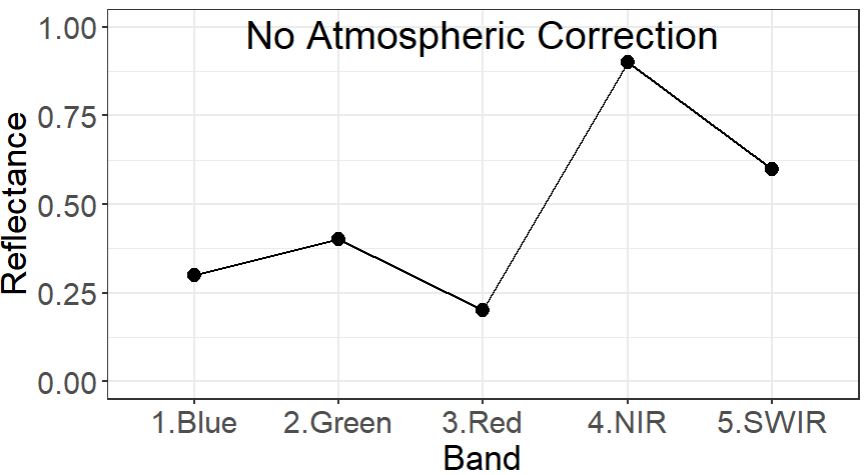 No Atmospheric Correction
Reflectance
1.00
0.75
0.50
0.25
0.00
1.Blue 2.Green 3.Red 4.NIR 5.SWIR
Band